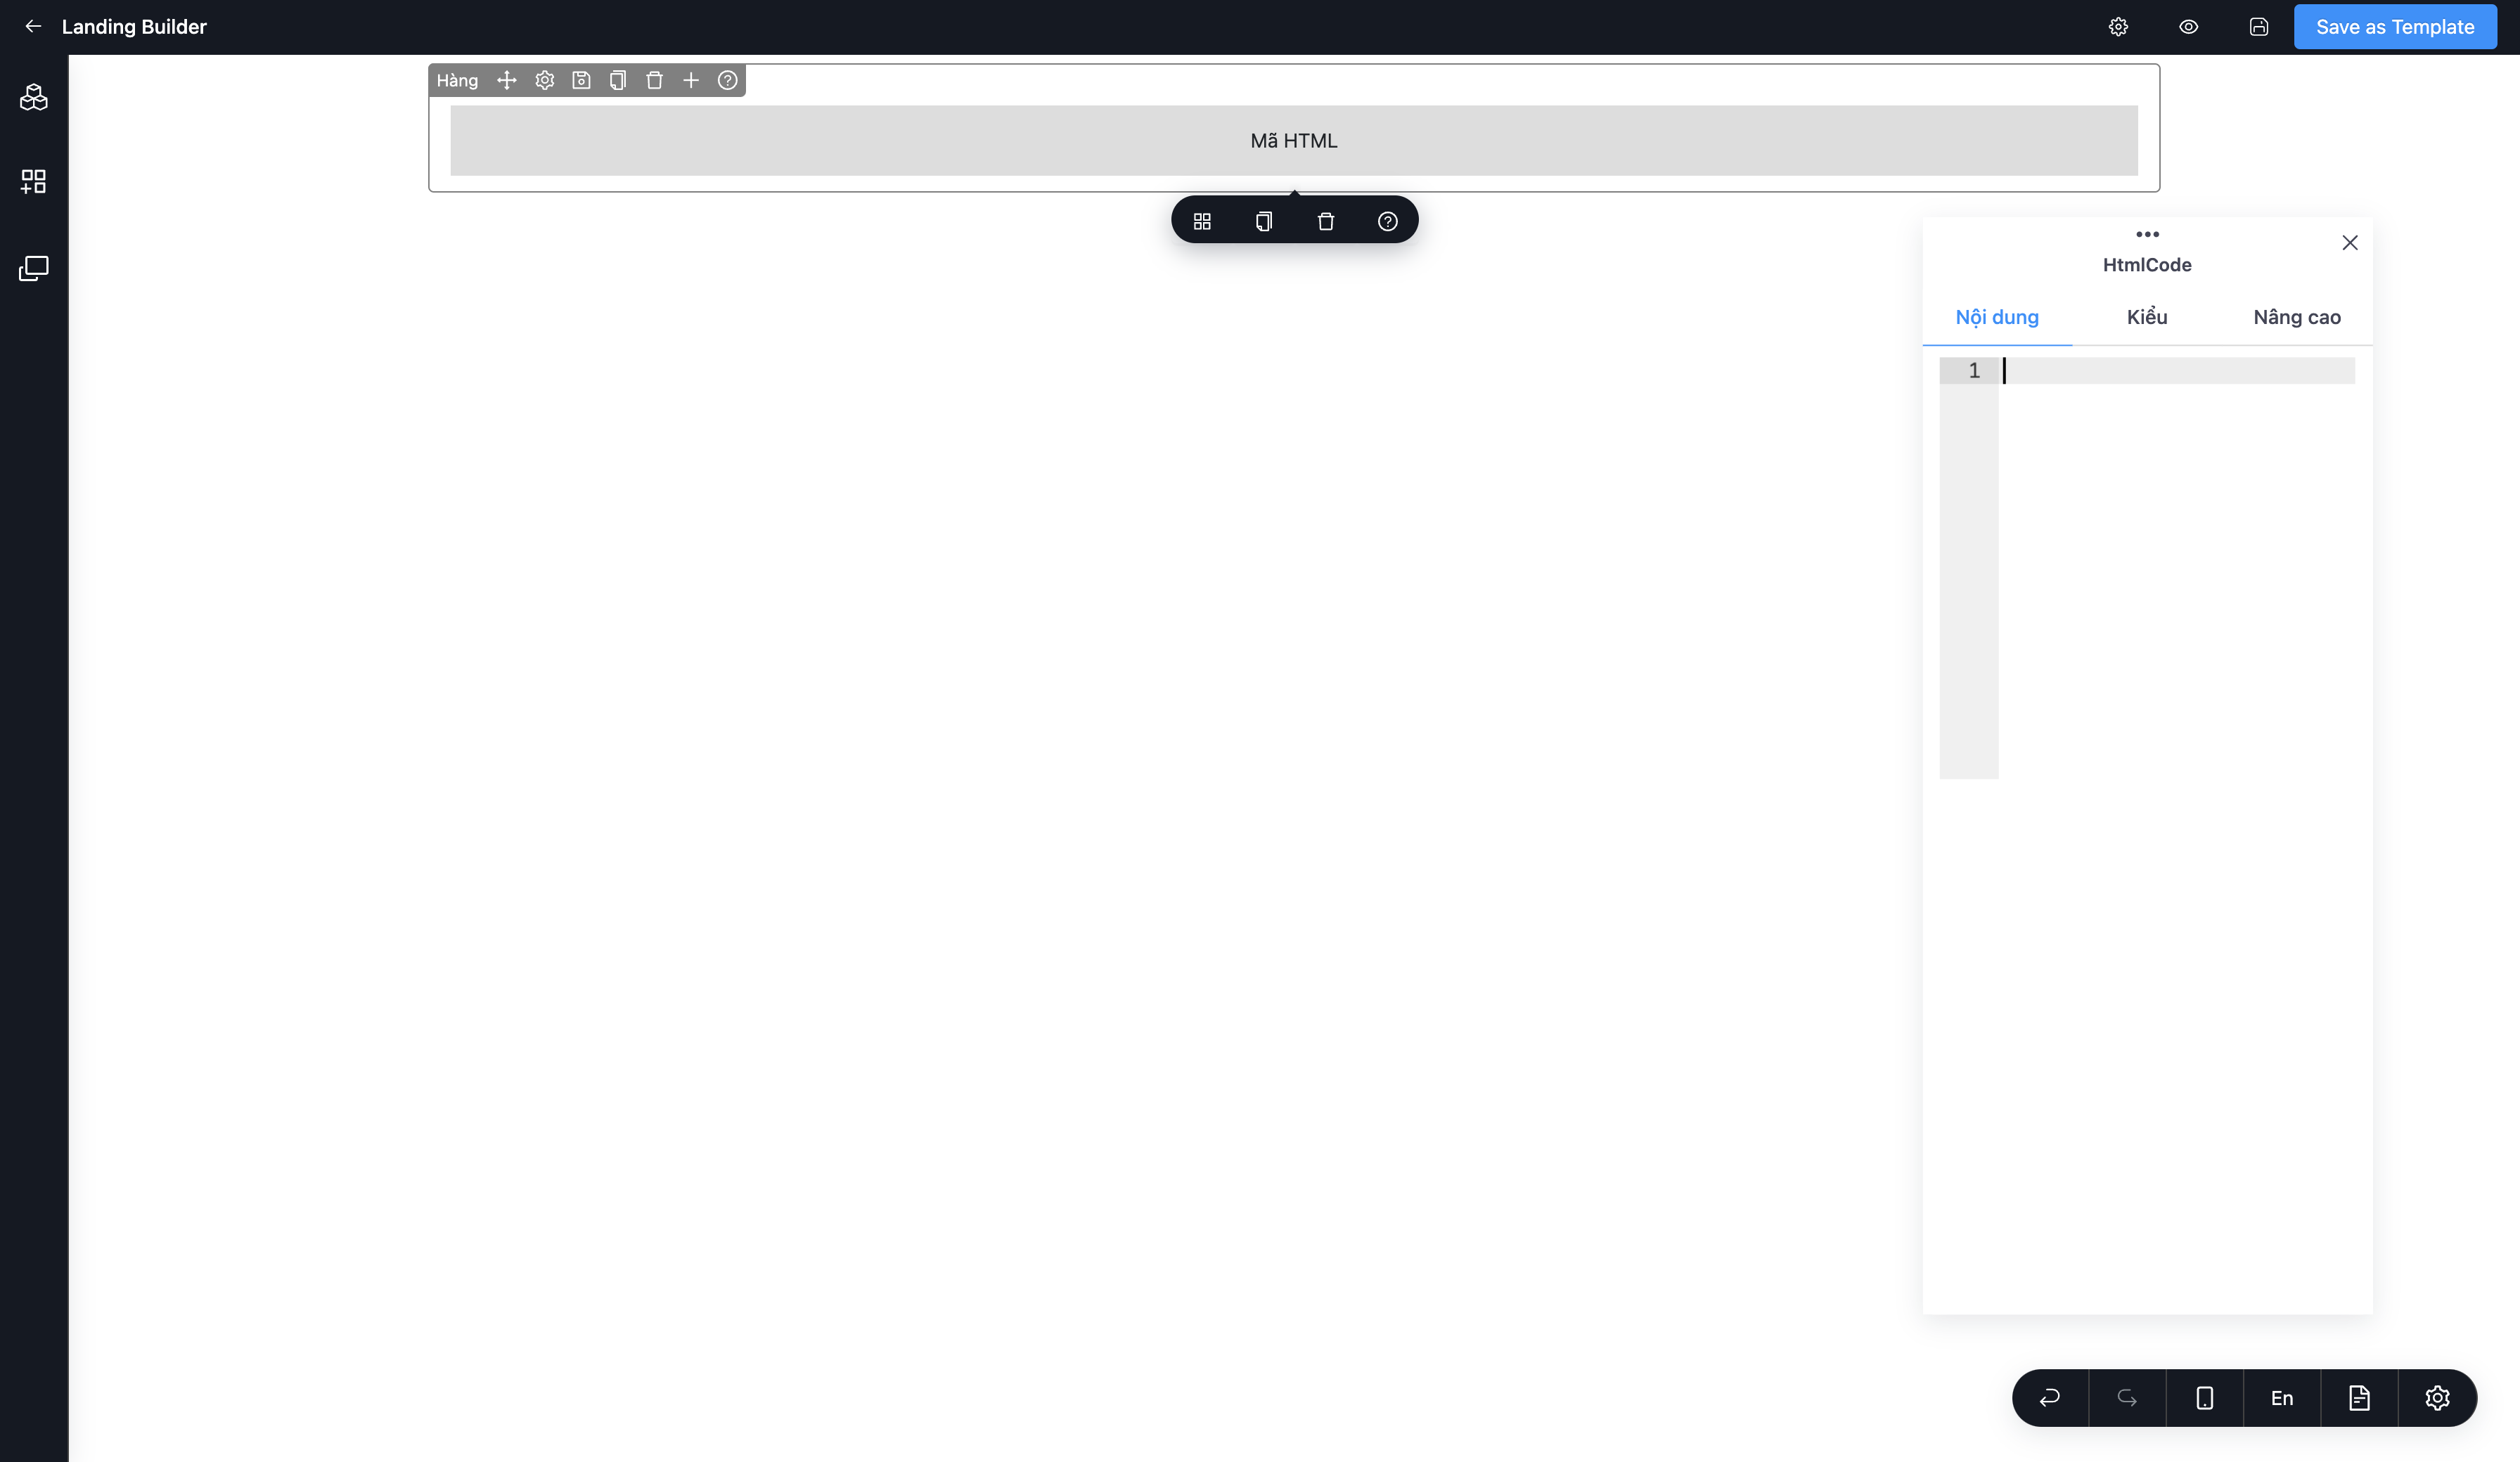 Landing Builder
Save as Template
Hàng
Mã HTML
HtmlCode
Nội dung Kiểu Nâng cao
1
En